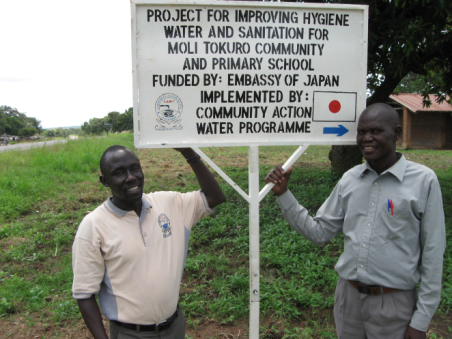 PROJECT FOR IMPROVING HYGIENE
WATER AND SANITATION FOR
MOLI TOKURO COMMUNITY
AND PRIMARY SCHOOL
FUNDED BY: EMBASSY OF JAPAN
IMPLEMENTED BY:
COMMUNITY ACTION
WATER PROGRAMME